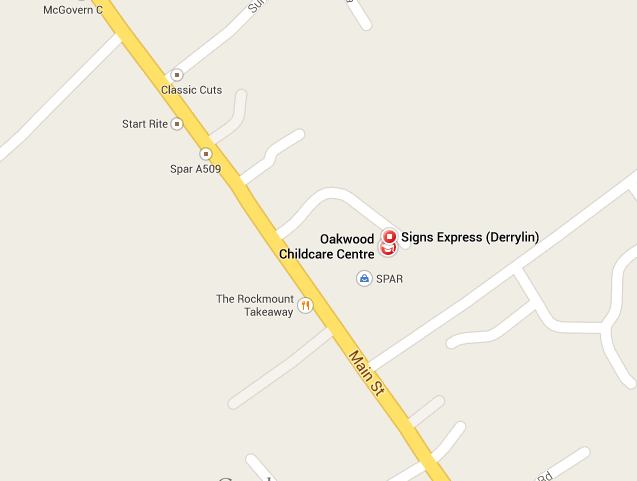 McGovern C
Classic Cuts
Start Rite
Spar A509
Oakwood
Childcare Centre
Signs Express (Derrylin)
SPAR
The Rockmount
Takeaway
Main St
Rd